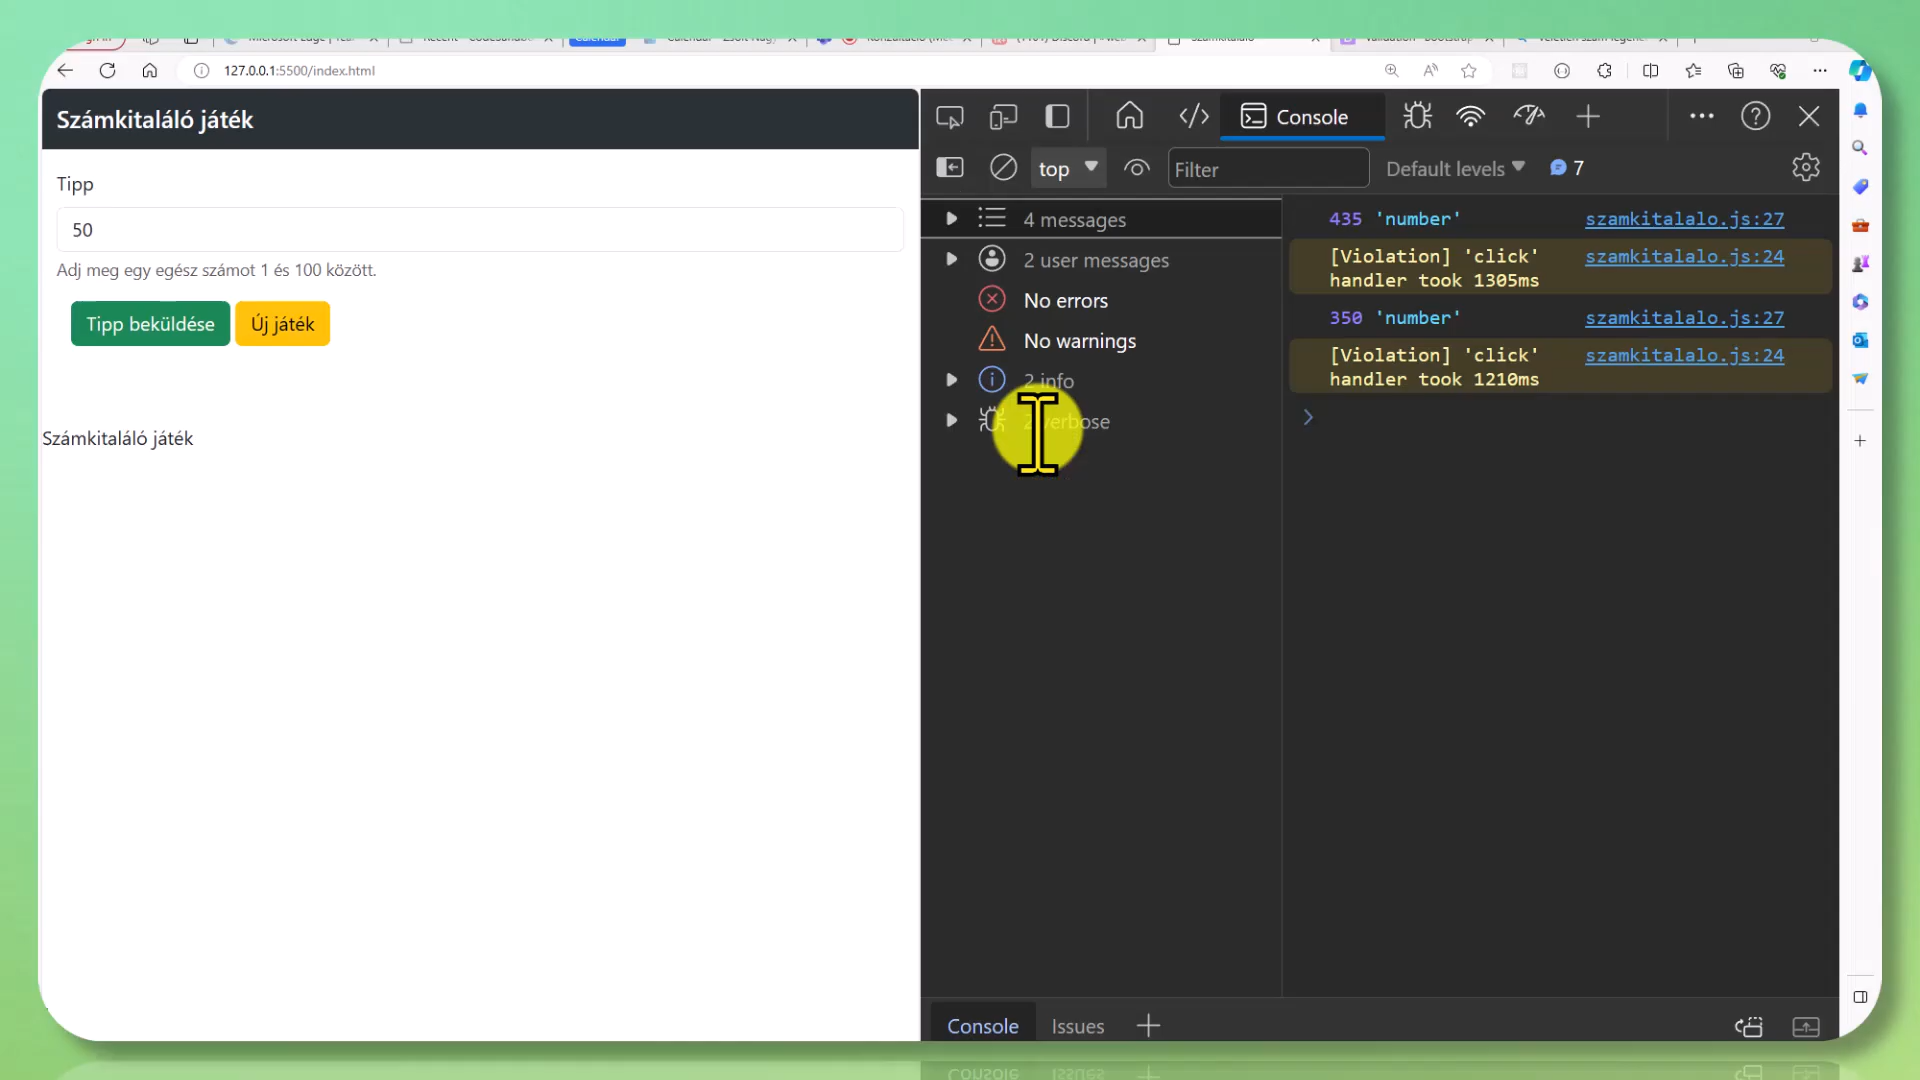 127.0.0.1:5500/index.html
Számkitaláló játék
Tipp
50
Adj meg egy egész számot 1 és 100 között.
Tipp beküldése
Új játék
Számkitaláló játék
Console
top
Filter
Default levels
7
4 messages
2 user messages
No errors
No warnings
2 info
2 verbose
435 'number' szamkitalalo.js:27
[Violation] 'click' szamkitalalo.js:24
handler took 1305ms
350 'number' szamkitalalo.js:27
[Violation] 'click' szamkitalalo.js:24
handler took 1210ms
Console
Issues